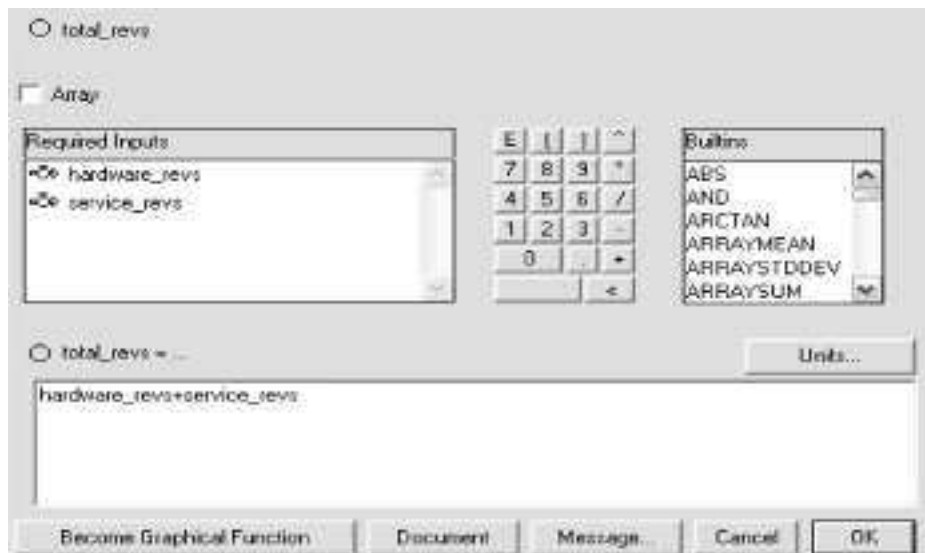 total_revs
Array
Required Inputs
hardware_revs
service_revs
E ( ) ^
7 8 9 *
4 5 6 /
1 2 3 -
0 . +
<
Builtins
ABS
AND
ARCTAN
ARRAYMEAN
ARRAYSTDDEV
ARRAYSUM
total_revs = ...
Units...
hardware_revs+service_revs
Become Graphical Function
Document
Message...
Cancel
OK